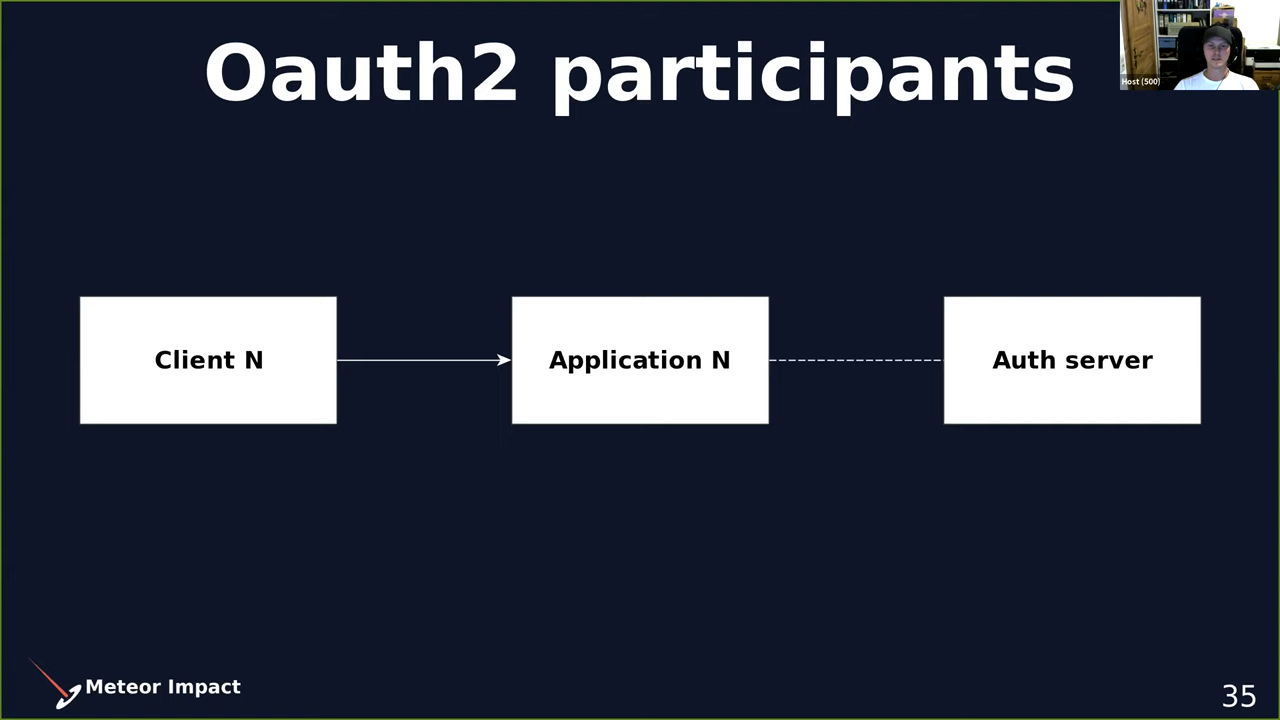 Oauth2 participants
Host (500)
Client N
Application N
Auth server
Meteor Impact
35